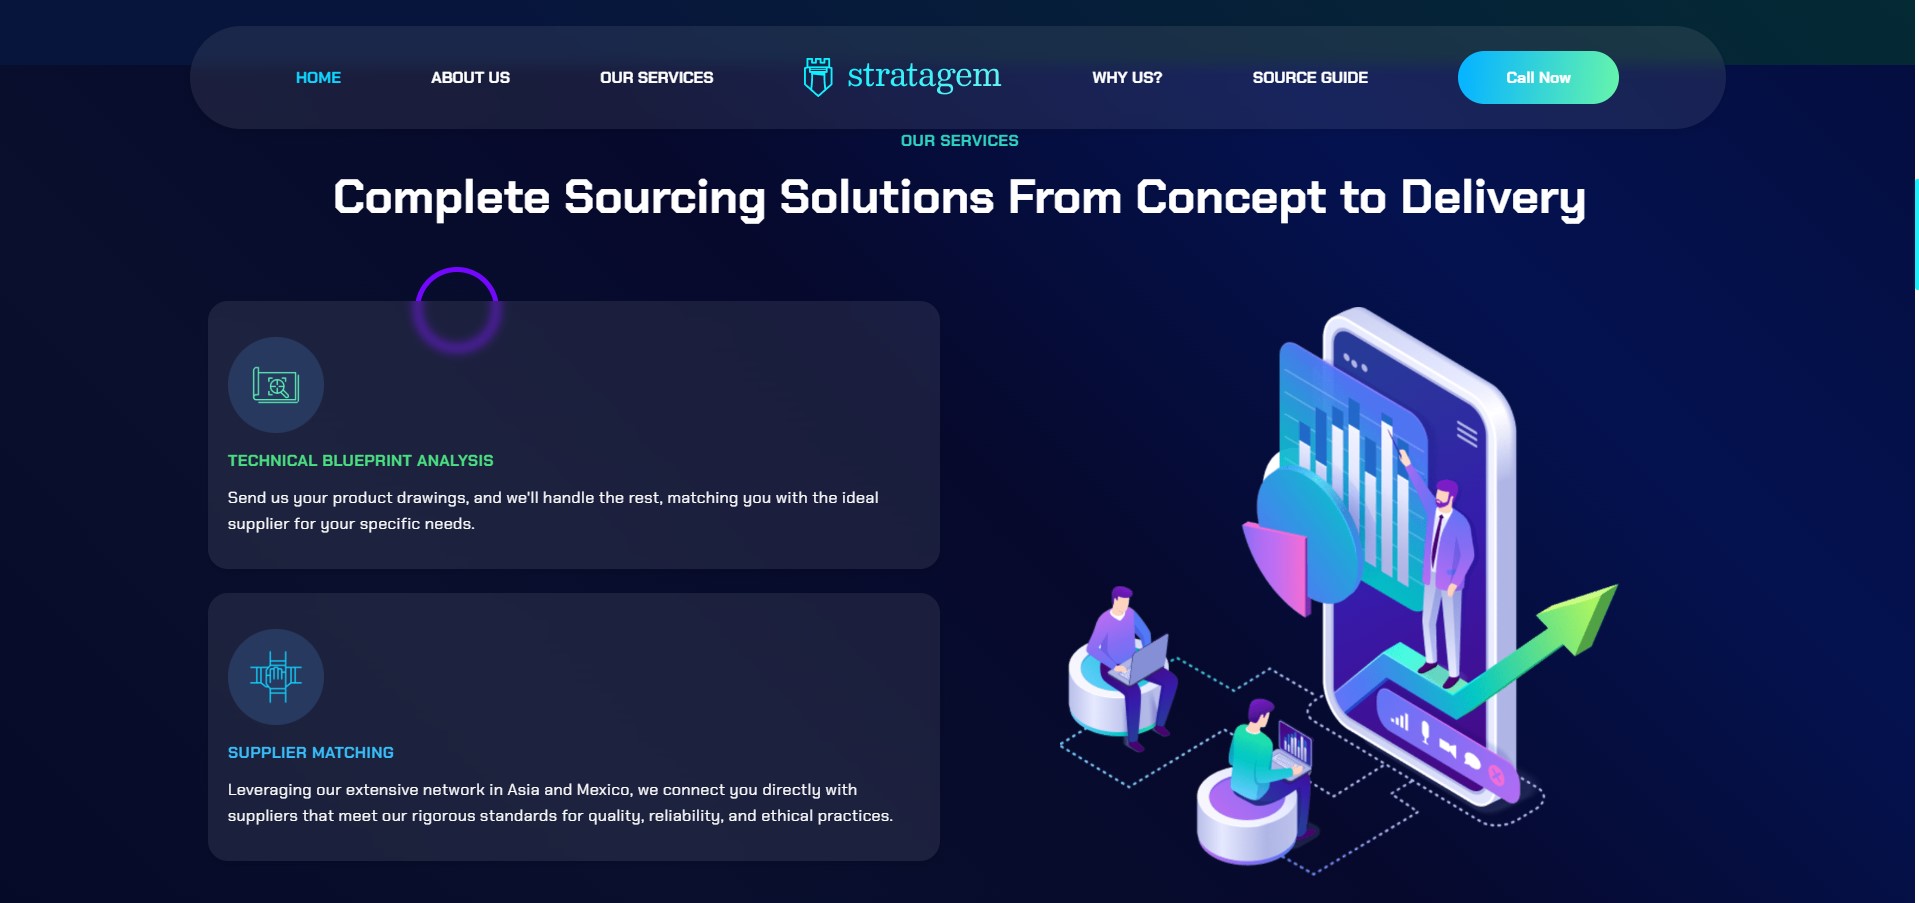 HOME
ABOUT US
OUR SERVICES
stratagem
WHY US?
SOURCE GUIDE
Call Now
OUR SERVICES
Complete Sourcing Solutions From Concept to Delivery
TECHNICAL BLUEPRINT ANALYSIS
Send us your product drawings, and we'll handle the rest, matching you with the ideal
supplier for your specific needs.
SUPPLIER MATCHING
Leveraging our extensive network in Asia and Mexico, we connect you directly with
suppliers that meet our rigorous standards for quality, reliability, and ethical practices.